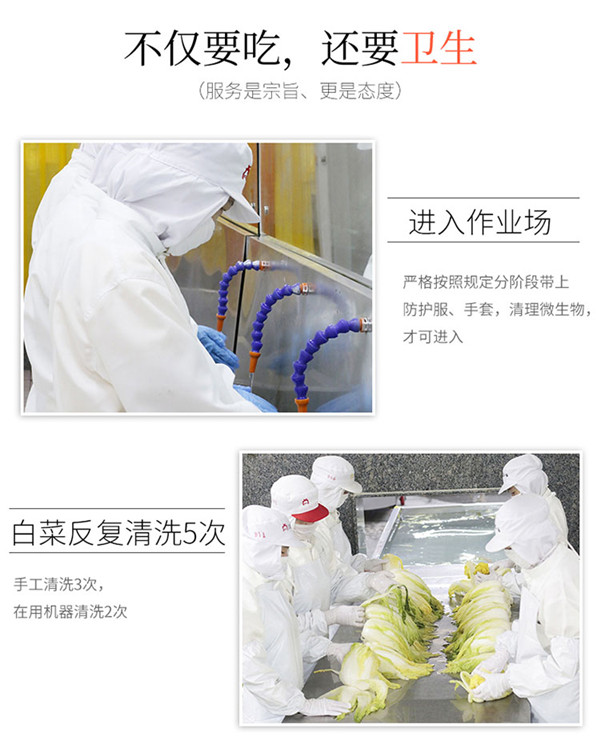 不仅要吃，还要卫生
（服务是宗旨、更是态度）
进入作业场
严格按照规定分阶段带上
防护服、手套，清理微生物，
才可进入
白菜反复清洗5次
手工清洗3次，
在用机器清洗2次